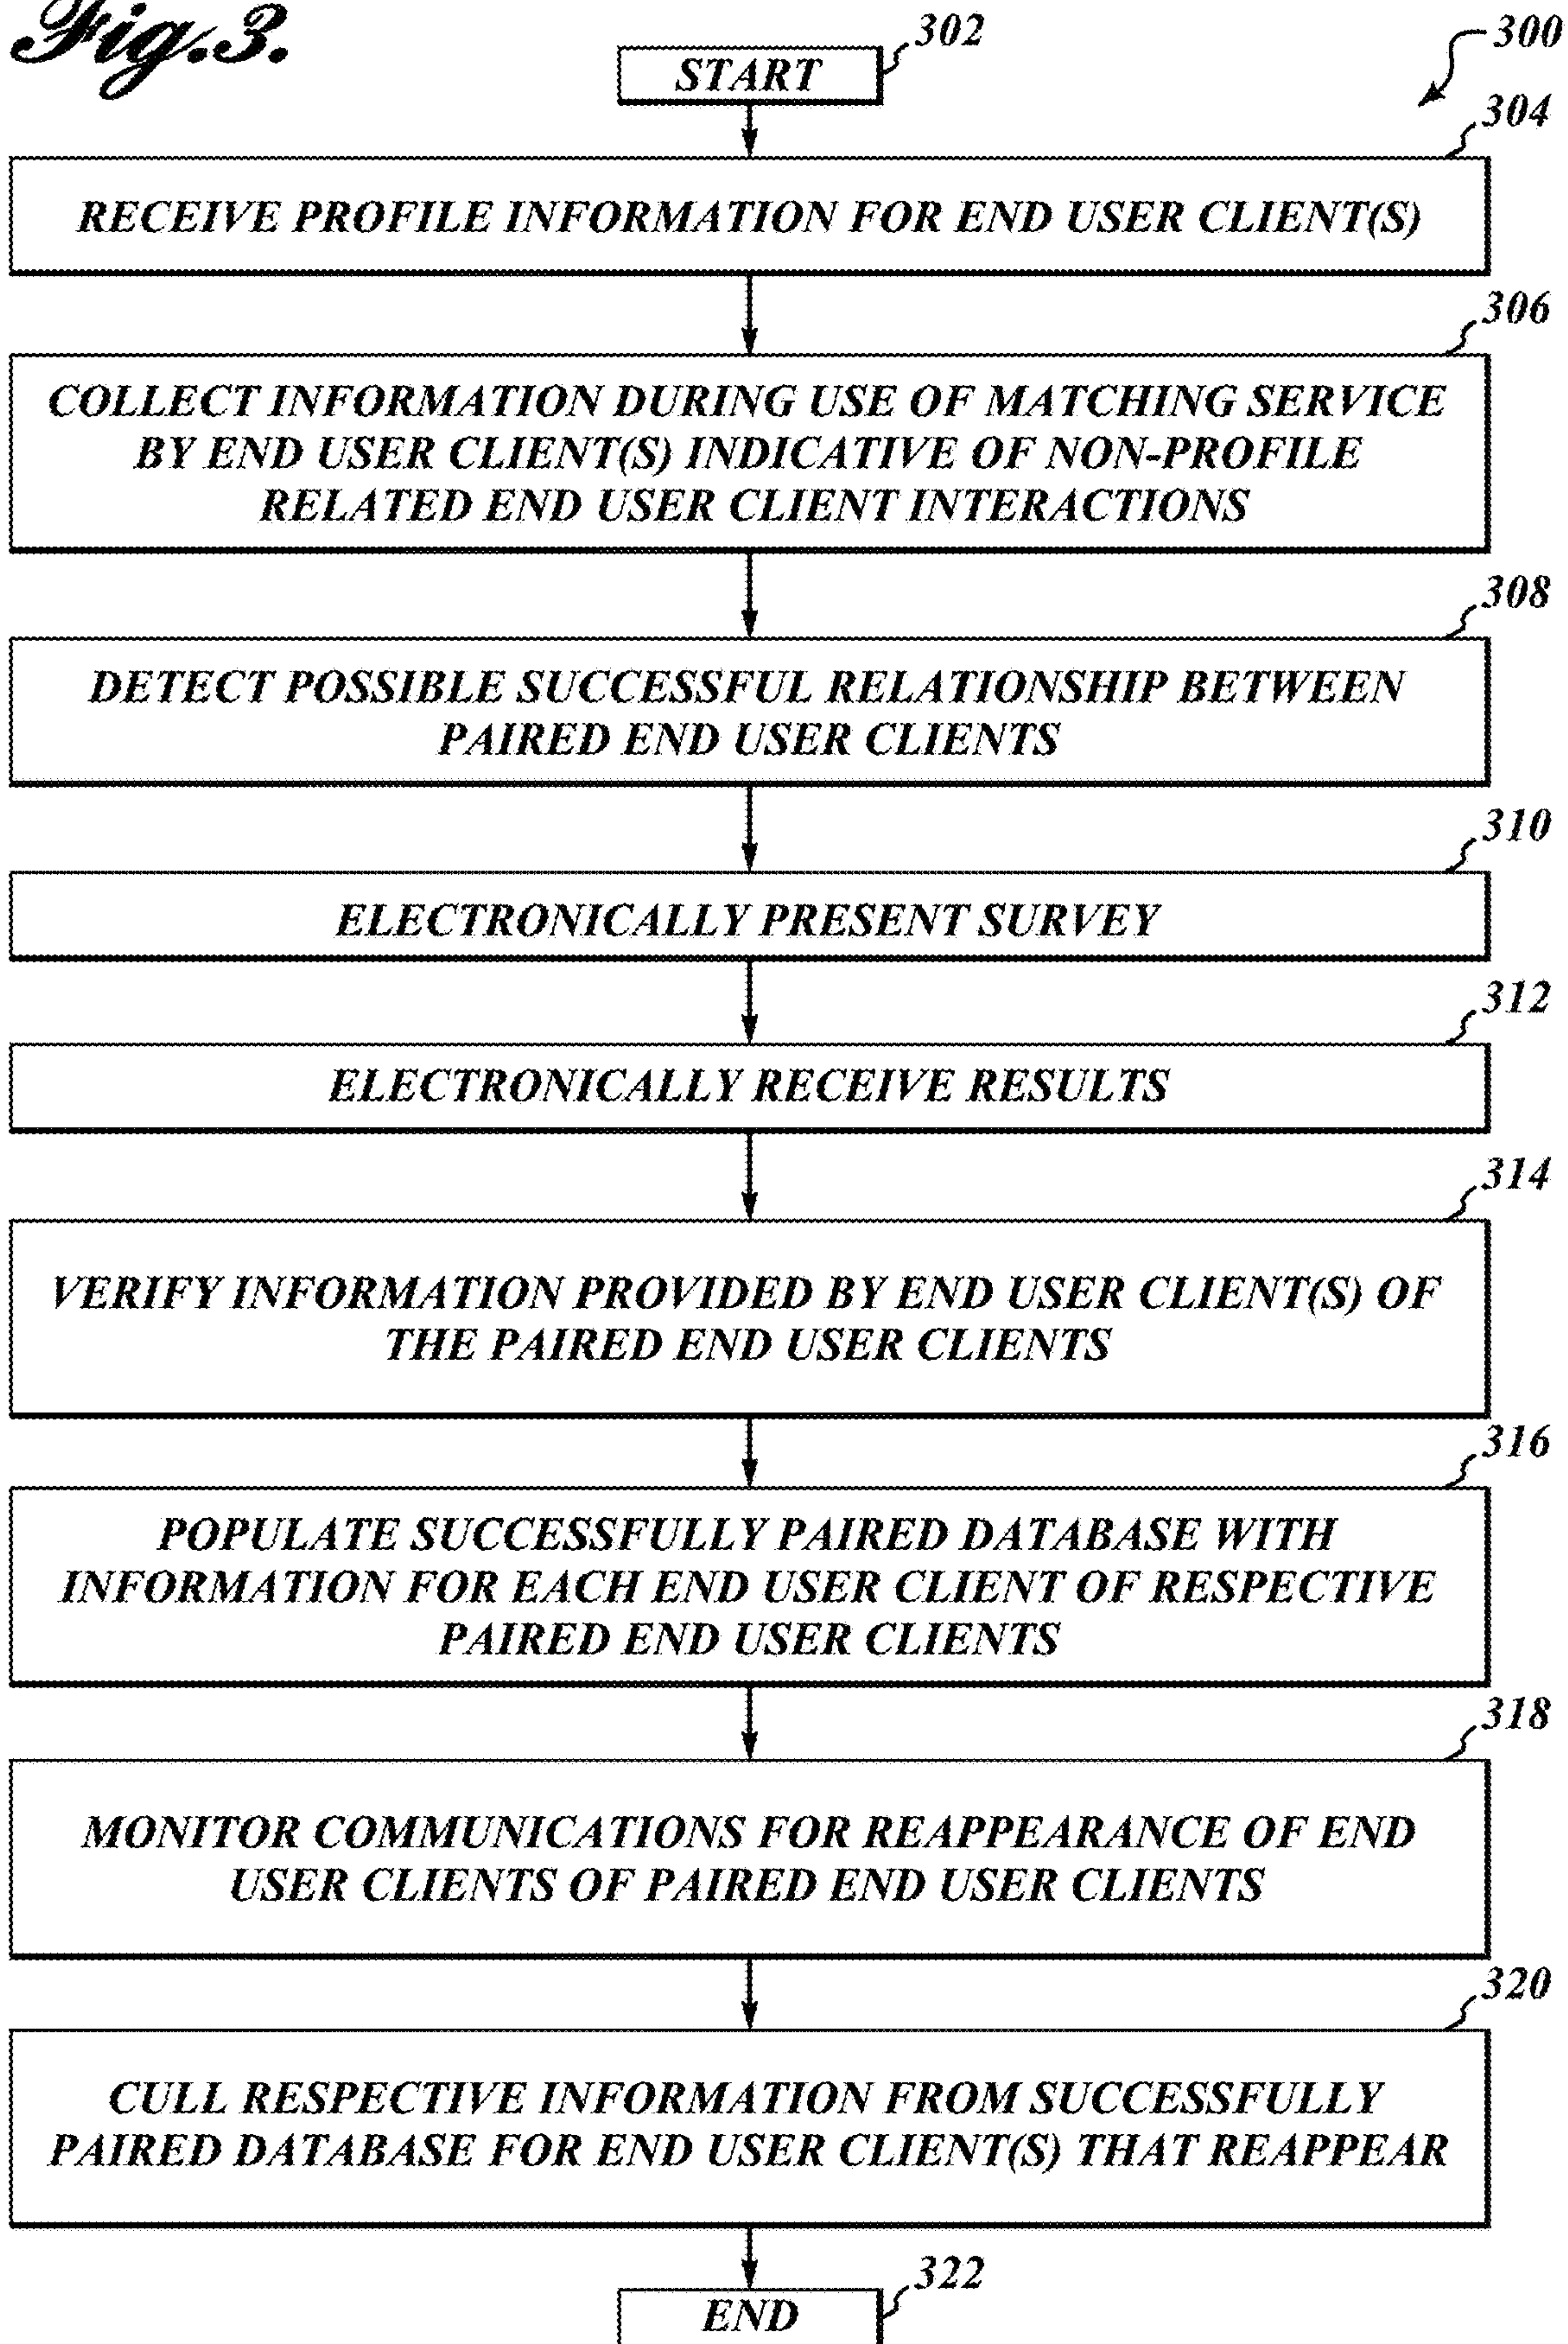 Fig.3.
302
START
300
304
RECEIVE PROFILE INFORMATION FOR END USER CLIENT(S)
306
COLLECT INFORMATION DURING USE OF MATCHING SERVICE
BY END USER CLIENT(S) INDICATIVE OF NON-PROFILE
RELATED END USER CLIENT INTERACTIONS
308
DETECT POSSIBLE SUCCESSFUL RELATIONSHIP BETWEEN
PAIRED END USER CLIENTS
310
ELECTRONICALLY PRESENT SURVEY
312
ELECTRONICALLY RECEIVE RESULTS
314
VERIFY INFORMATION PROVIDED BY END USER CLIENT(S) OF
THE PAIRED END USER CLIENTS
316
POPULATE SUCCESSFULLY PAIRED DATABASE WITH
INFORMATION FOR EACH END USER CLIENT OF RESPECTIVE
PAIRED END USER CLIENTS
318
MONITOR COMMUNICATIONS FOR REAPPEARANCE OF END
USER CLIENTS OF PAIRED END USER CLIENTS
320
CULL RESPECTIVE INFORMATION FROM SUCCESSFULLY
PAIRED DATABASE FOR END USER CLIENT(S) THAT REAPPEAR
322
END